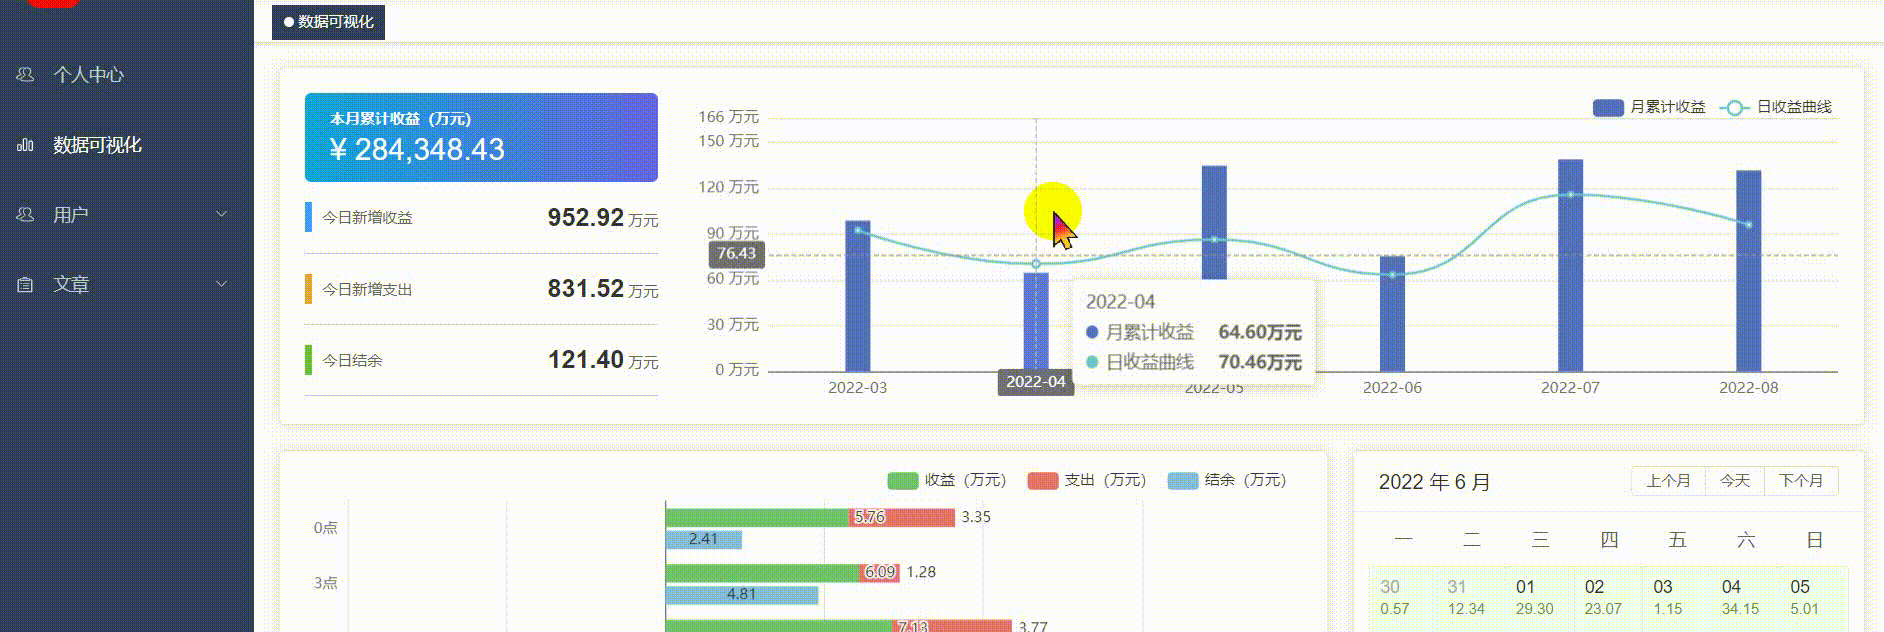 数据可视化
个人中心
数据可视化
用户
文章
本月累计收益（万元）
¥ 284,348.43
今日新增收益 952.92 万元
今日新增支出 831.52 万元
今日结余 121.40 万元
月累计收益 日收益曲线
166 万元
150 万元
120 万元
90 万元
76.43
60 万元
30 万元
0 万元
2022-04
月累计收益 64.60万元
日收益曲线 70.46万元
2022-03 2022-04 2022-05 2022-06 2022-07 2022-08
收益（万元） 支出（万元） 结余（万元）
0点 5.76 3.35
2.41
3点 6.09 1.28
4.81
7.13 3.77
2022 年 6 月 上个月 今天 下个月
一 二 三 四 五 六 日
30 31 01 02 03 04 05
0.57 12.34 29.30 23.07 1.15 34.15 5.01